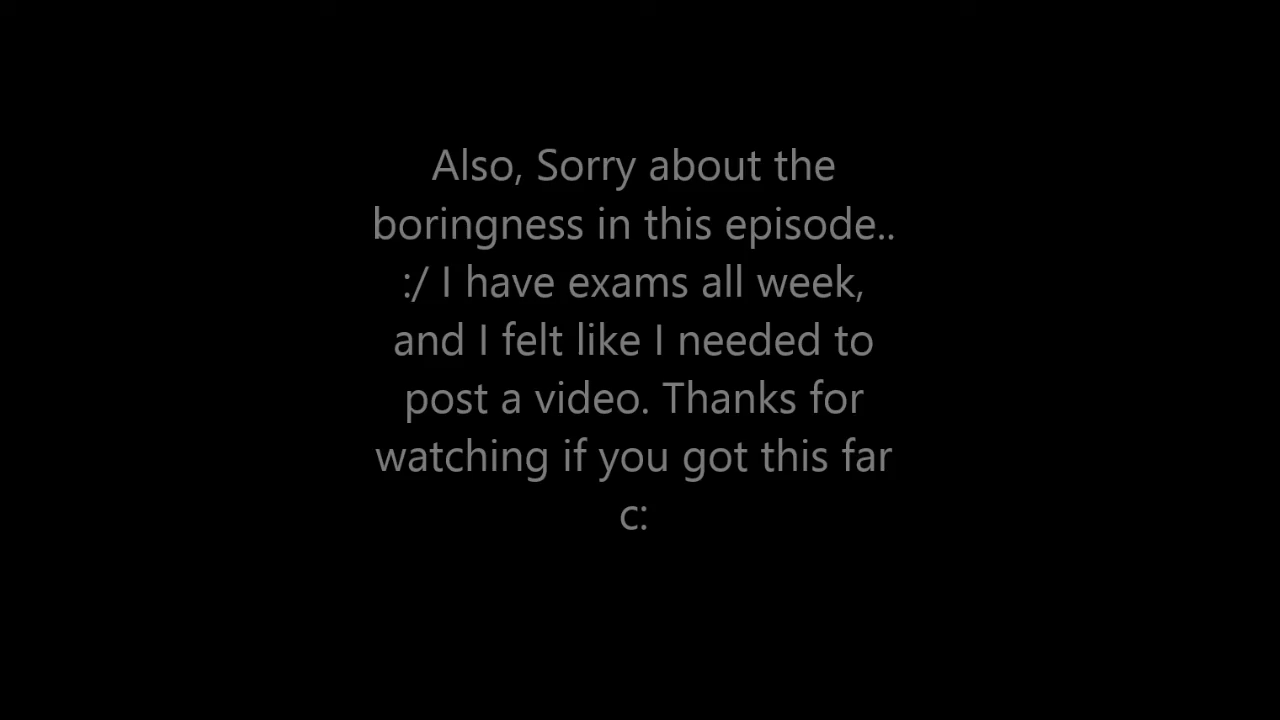 Also, Sorry about the
boringness in this episode..
:/ I have exams all week,
and I felt like I needed to
post a video. Thanks for
watching if you got this far
c: